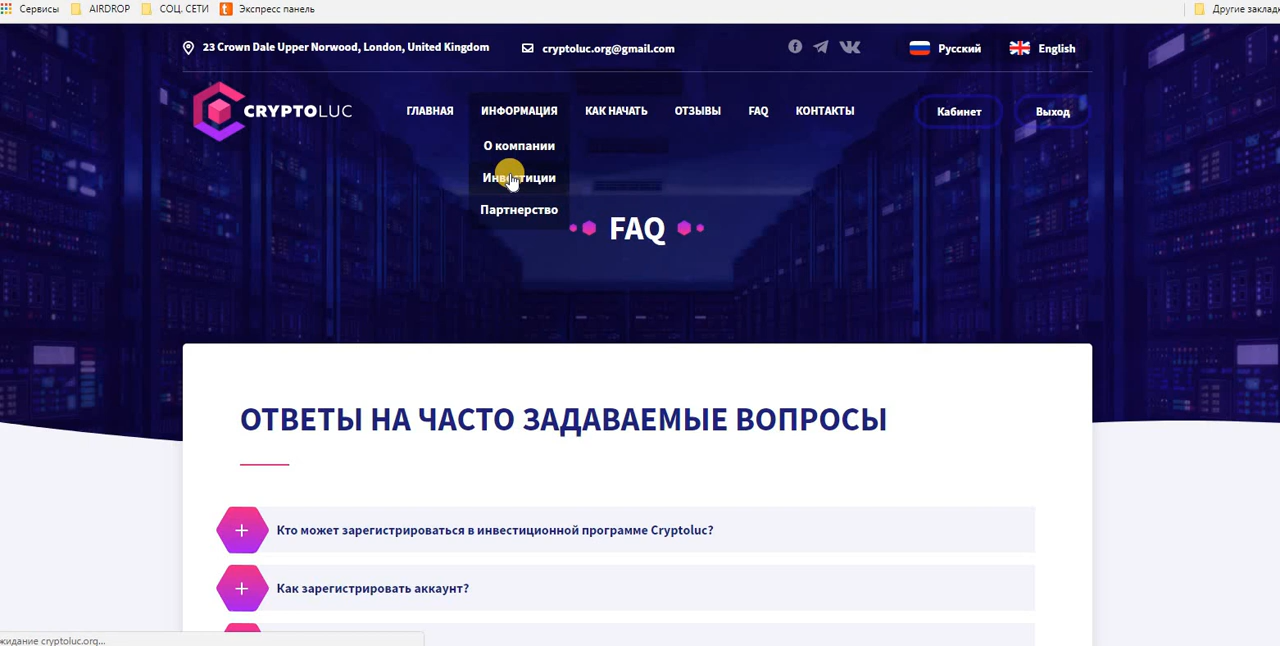 Сервисы AIRDROP СОЦ. СЕТИ Экспресс панель Другие заклад
23 Crown Dale Upper Norwood, London, United Kingdom cryptoluc.org@gmail.com Русский English
CRYPTOLUC ГЛАВНАЯ ИНФОРМАЦИЯ КАК НАЧАТЬ ОТЗЫВЫ FAQ КОНТАКТЫ Кабинет Выход
О компании
Инвестиции
Партнерство
FAQ
ОТВЕТЫ НА ЧАСТО ЗАДАВАЕМЫЕ ВОПРОСЫ
Кто может зарегистрироваться в инвестиционной программе Cryptoluc?
Как зарегистрировать аккаунт?
жидание cryptoluc.org...